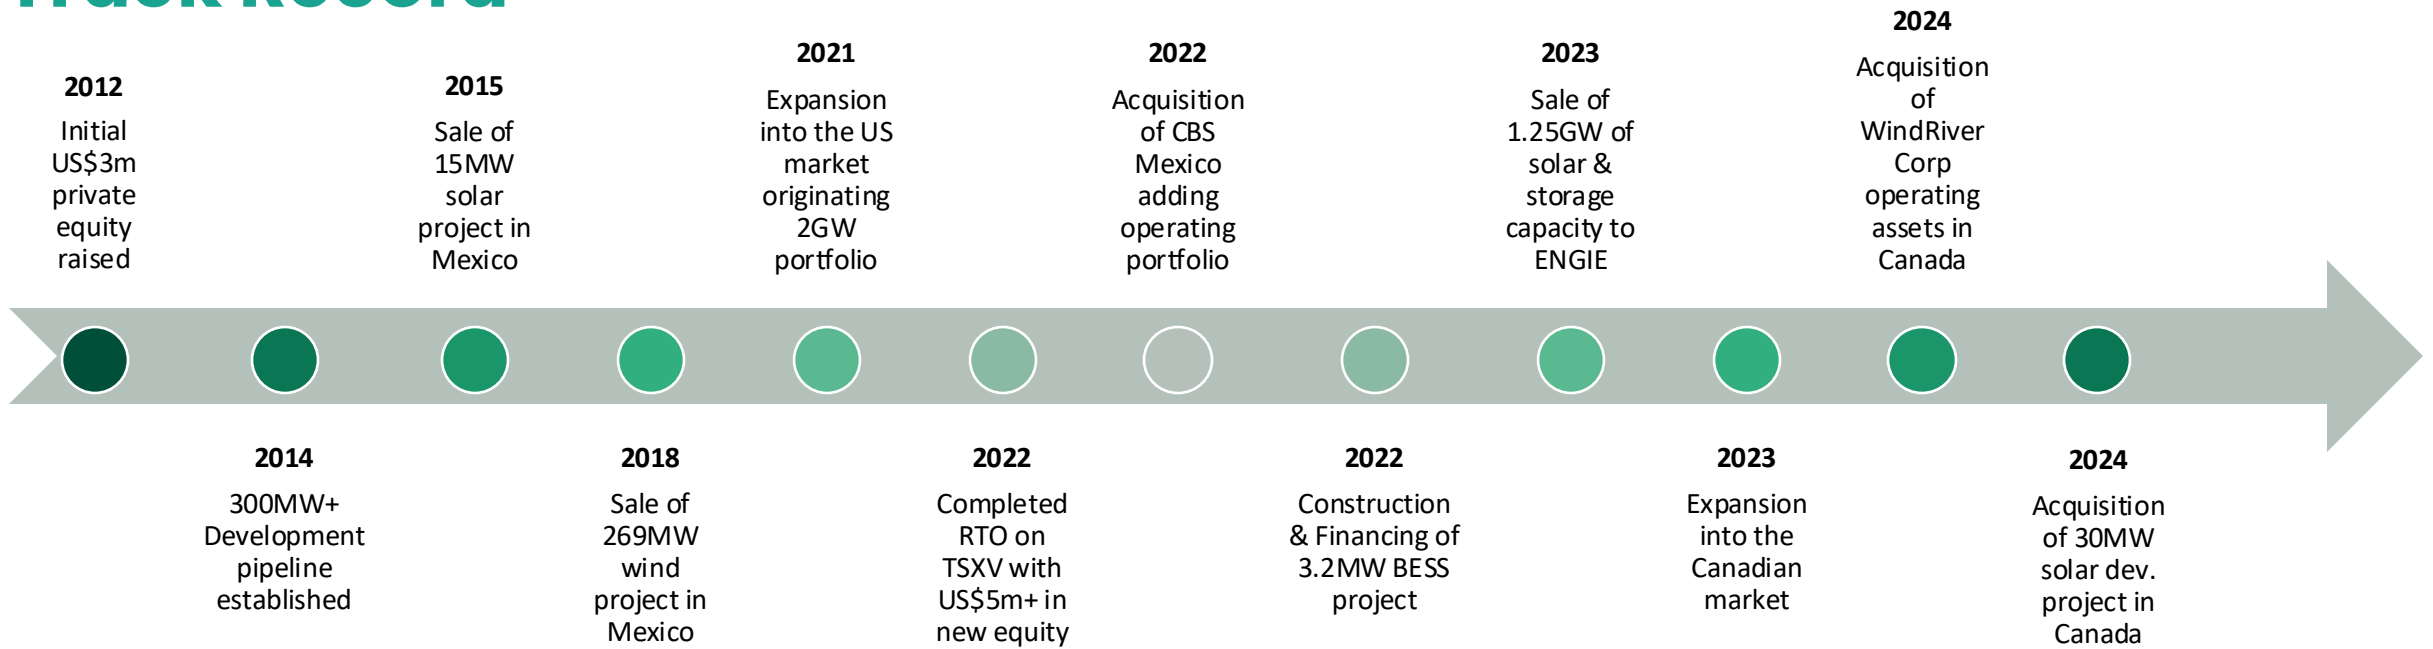 Track Record
2012
Initial
US$3m
private
equity
raised
2014
300MW+
Development
pipeline
established
2015
Sale of
15MW
solar
project in
Mexico
2018
Sale of
269MW
wind
project in
Mexico
2021
Expansion
into the US
market
originating
2GW
portfolio
2022
Completed
RTO on
TSXV with
US$5m+ in
new equity
2022
Acquisition
of CBS
Mexico
adding
operating
portfolio
2022
Construction
& Financing of
3.2MW BESS
project
2023
Sale of
1.25GW of
solar &
storage
capacity to
ENGIE
2023
Expansion
into the
Canadian
market
2024
Acquisition
of
WindRiver
Corp
operating
assets in
Canada
2024
Acquisition
of 30MW
solar dev.
project in
Canada